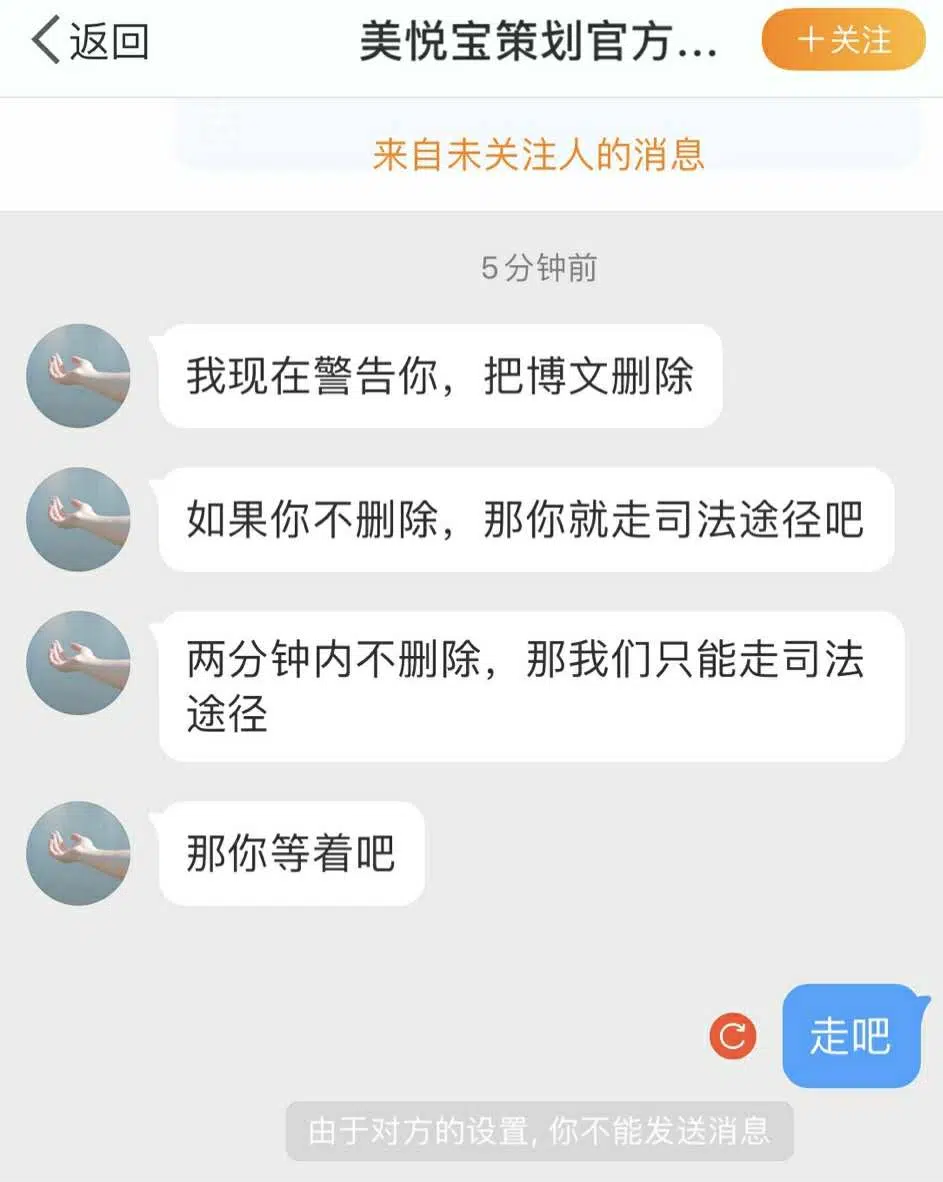 返回
美悦宝策划官方...
+关注
来自未关注人的消息
5分钟前
我现在警告你，把博文删除
如果你不删除，那你就走司法途径吧
两分钟内不删除，那我们只能走司法
途径
那你等着吧
走吧
由于对方的设置, 你不能发送消息